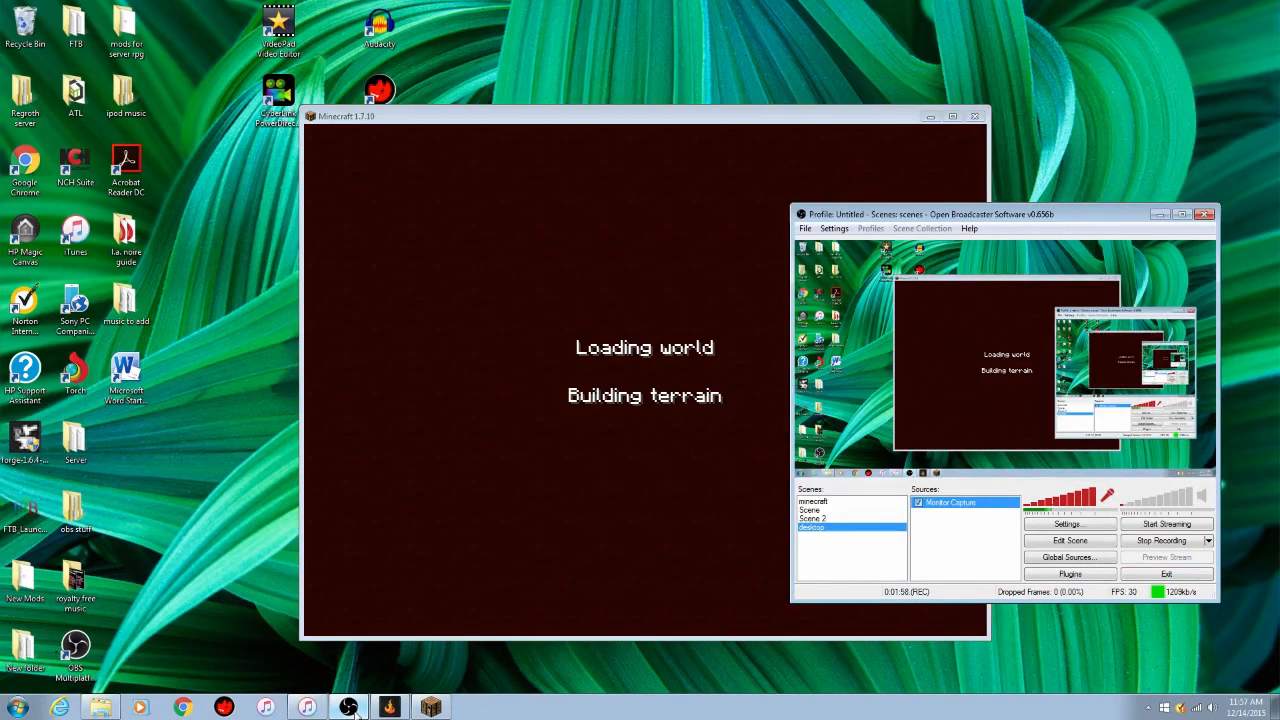 Recycle Bin
FTB
mods for
server rpg
VideoPad
Video Editor
Audacity
Regroth
server
ATL
ipod music
CyberLink
PowerDirec...
Google
Chrome
NCH Suite
Acrobat
Reader DC
HP Magic
Canvas
iTunes
l.a. noire
guide
Norton
Intern...
Sony PC
Compani...
music to add
HP Support
Assistant
Torch
Microsoft
Word Start...
forge-1.6.4-...
Server
FTB_Launc...
obs stuff
New Mods
royalty free
music
New folder
OBS
Multiplatf...
Minecraft 1.7.10
Loading world
Building terrain
Profile: Untitled - Scenes: scenes - Open Broadcaster Software v0.656b
File Settings Profiles Scene Collection Help
Loading world
Building terrain
Scenes:
minecraft
Scene
Scene 2
desktop
Sources:
Monitor Capture
Settings...
Start Streaming
Edit Scene
Stop Recording
Global Sources...
Preview Stream
Plugins
Exit
0:01:58 (REC)
Dropped Frames: 0 (0.00%)
FPS: 30
1209kb/s
11:57 AM
12/14/2015